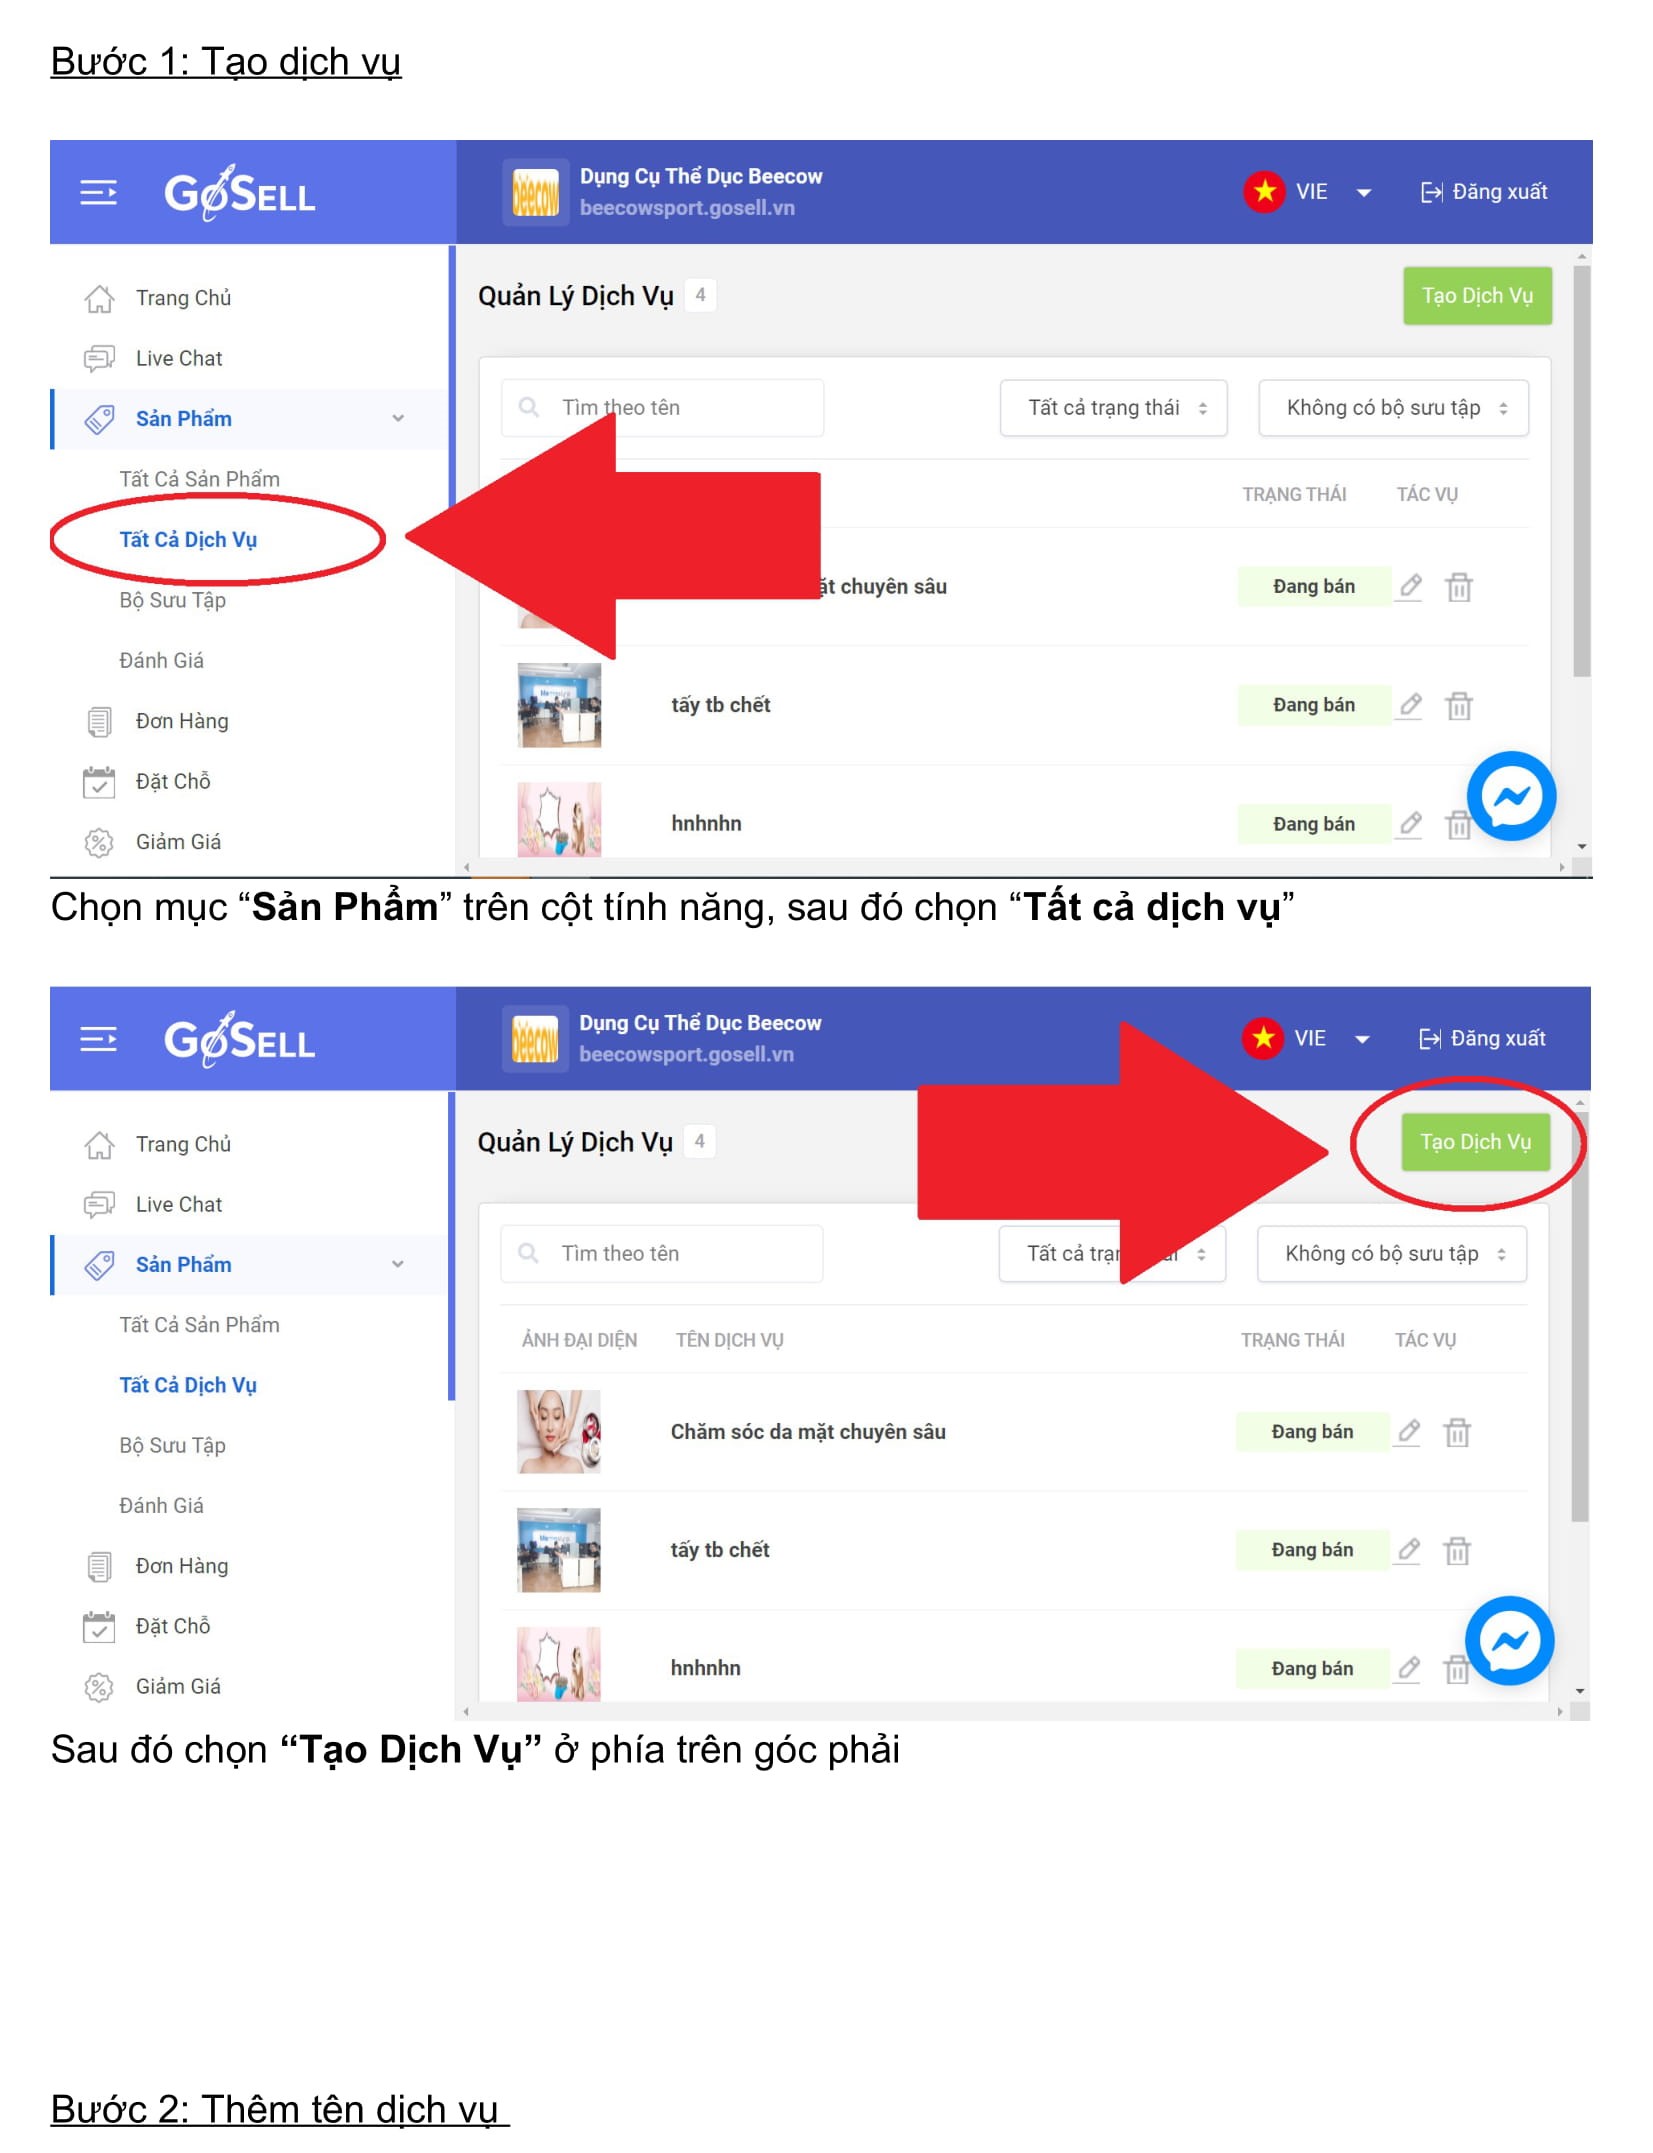 Bước 1: Tạo dịch vụ
GoSELL
Dụng Cụ Thể Dục Beecow
beecowsport.gosell.vn
VIE
Đăng xuất
Trang Chủ
Live Chat
Sản Phẩm
Tất Cả Sản Phẩm
Tất Cả Dịch Vụ
Bộ Sưu Tập
Đánh Giá
Đơn Hàng
Đặt Chỗ
Giảm Giá
Quản Lý Dịch Vụ 4
Tạo Dịch Vụ
Tìm theo tên
Tất cả trạng thái
Không có bộ sưu tập
TRẠNG THÁI TÁC VỤ
beecow
chuyên sâu Đang bán
tấy tb chết Đang bán
hnhnhn Đang bán
Chọn mục “Sản Phẩm” trên cột tính năng, sau đó chọn “Tất cả dịch vụ”
GoSELL
beecow
Dụng Cụ Thể Dục Beecow
beecowsport.gosell.vn
VIE
Đăng xuất
Trang Chủ
Live Chat
Sản Phẩm
Tất Cả Sản Phẩm
Tất Cả Dịch Vụ
Bộ Sưu Tập
Đánh Giá
Đơn Hàng
Đặt Chỗ
Giảm Giá
Quản Lý Dịch Vụ 4
Tạo Dịch Vụ
Tìm theo tên
Tất cả
Không có bộ sưu tập
ẢNH ĐẠI DIỆN TÊN DỊCH VỤ TRẠNG THÁI TÁC VỤ
Chăm sóc da mặt chuyên sâu Đang bán
tấy tb chết Đang bán
hnhnhn Đang bán
Sau đó chọn “Tạo Dịch Vụ” ở phía trên góc phải
Bước 2: Thêm tên dịch vụ